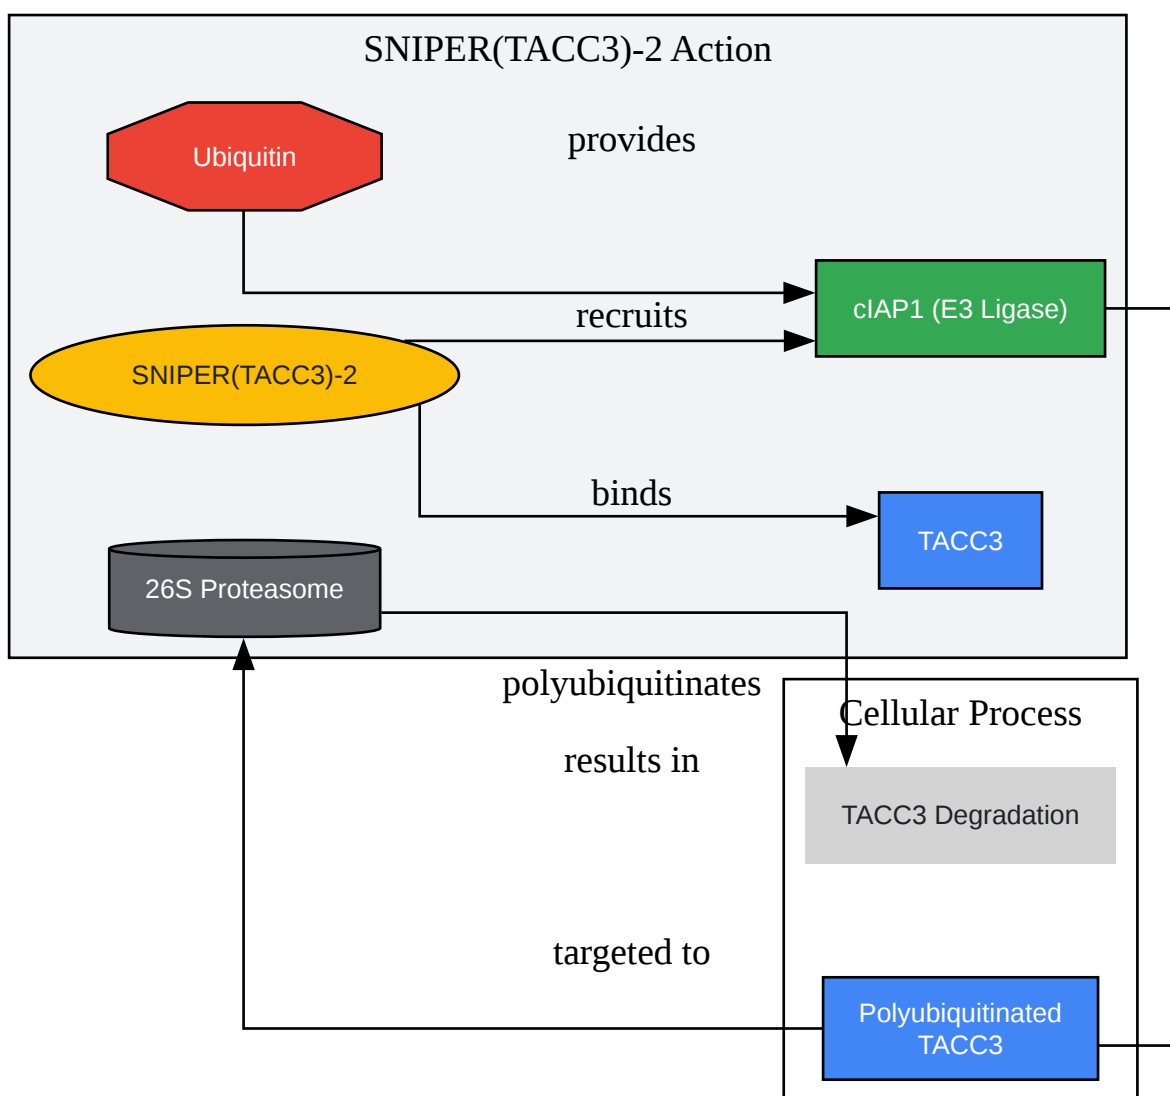 SNIPER(TACC3)-2 Action
provides
Ubiquitin
cIAP1 (E3 Ligase)
recruits
SNIPER(TACC3)-2
binds
TACC3
26S Proteasome
polyubiquitinates
Cellular Process
results in
TACC3 Degradation
targeted to
Polyubiquitinated
TACC3